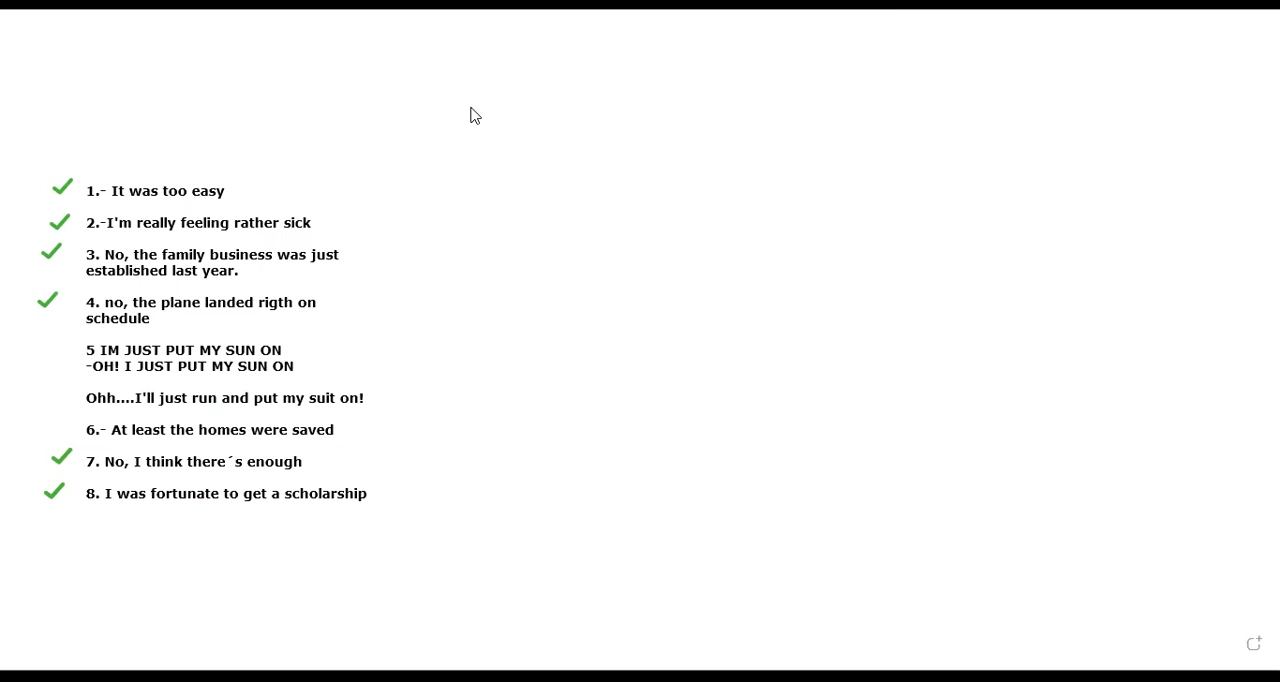 1.- It was too easy
2.-I'm really feeling rather sick
3. No, the family business was just
established last year.
4. no, the plane landed rigth on
schedule
5 IM JUST PUT MY SUN ON
-OH! I JUST PUT MY SUN ON
Ohh....I'll just run and put my suit on!
6.- At least the homes were saved
7. No, I think there´s enough
8. I was fortunate to get a scholarship